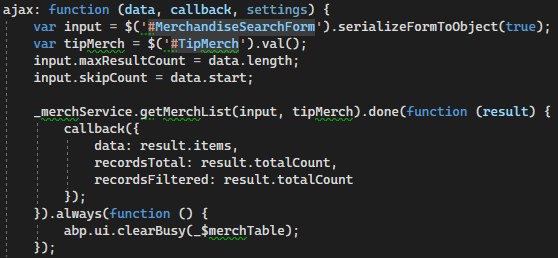 ajax: function (data, callback, settings) {
var input = $('#MerchandiseSearchForm').serializeFormToObject(true);
var tipMerch = $('#TipMerch').val();
input.maxResultCount = data.length;
input.skipCount = data.start;
_merchService.getMerchList(input, tipMerch).done(function (result) {
callback({
data: result.items,
recordsTotal: result.totalCount,
recordsFiltered: result.totalCount
});
}).always(function () {
abp.ui.clearBusy(_$merchTable);
});